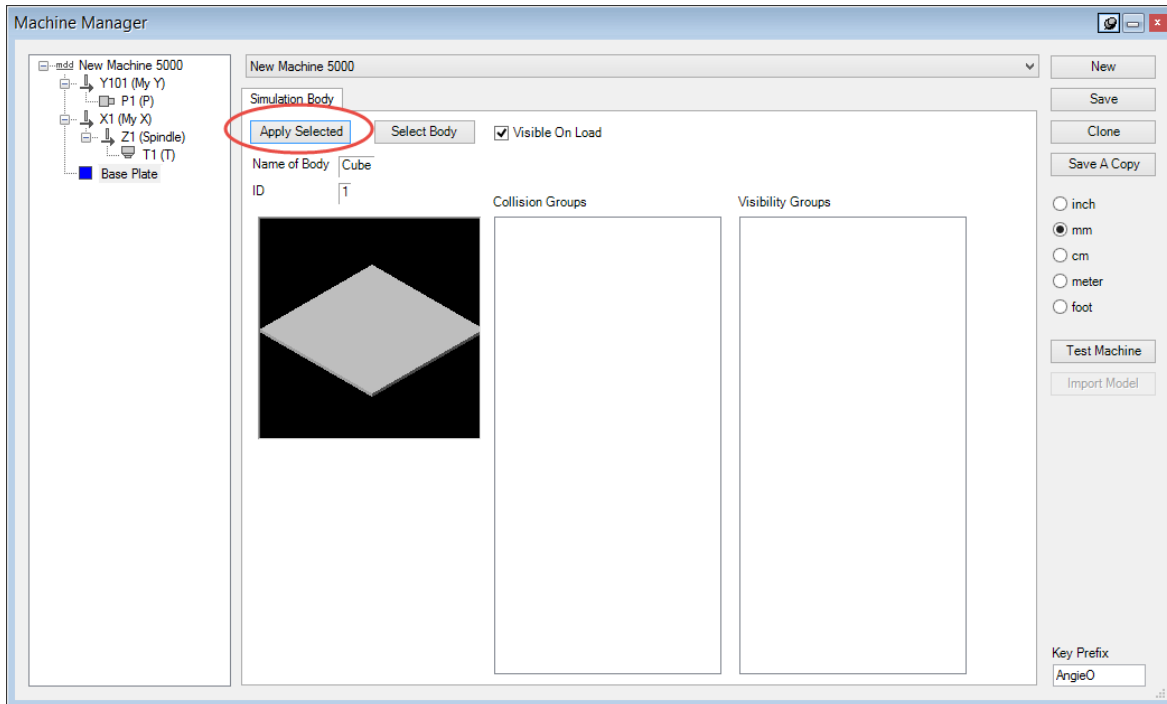 Machine Manager
mdd New Machine 5000
Y101 (My Y)
P1 (P)
X1 (My X)
Z1 (Spindle)
T1 (T)
Base Plate
New Machine 5000
Simulation Body
Apply Selected
Select Body
Visible On Load
Name of Body
Cube
ID
1
Collision Groups
Visibility Groups
New
Save
Clone
Save A Copy
inch
mm
cm
meter
foot
Test Machine
Import Model
Key Prefix
AngieO